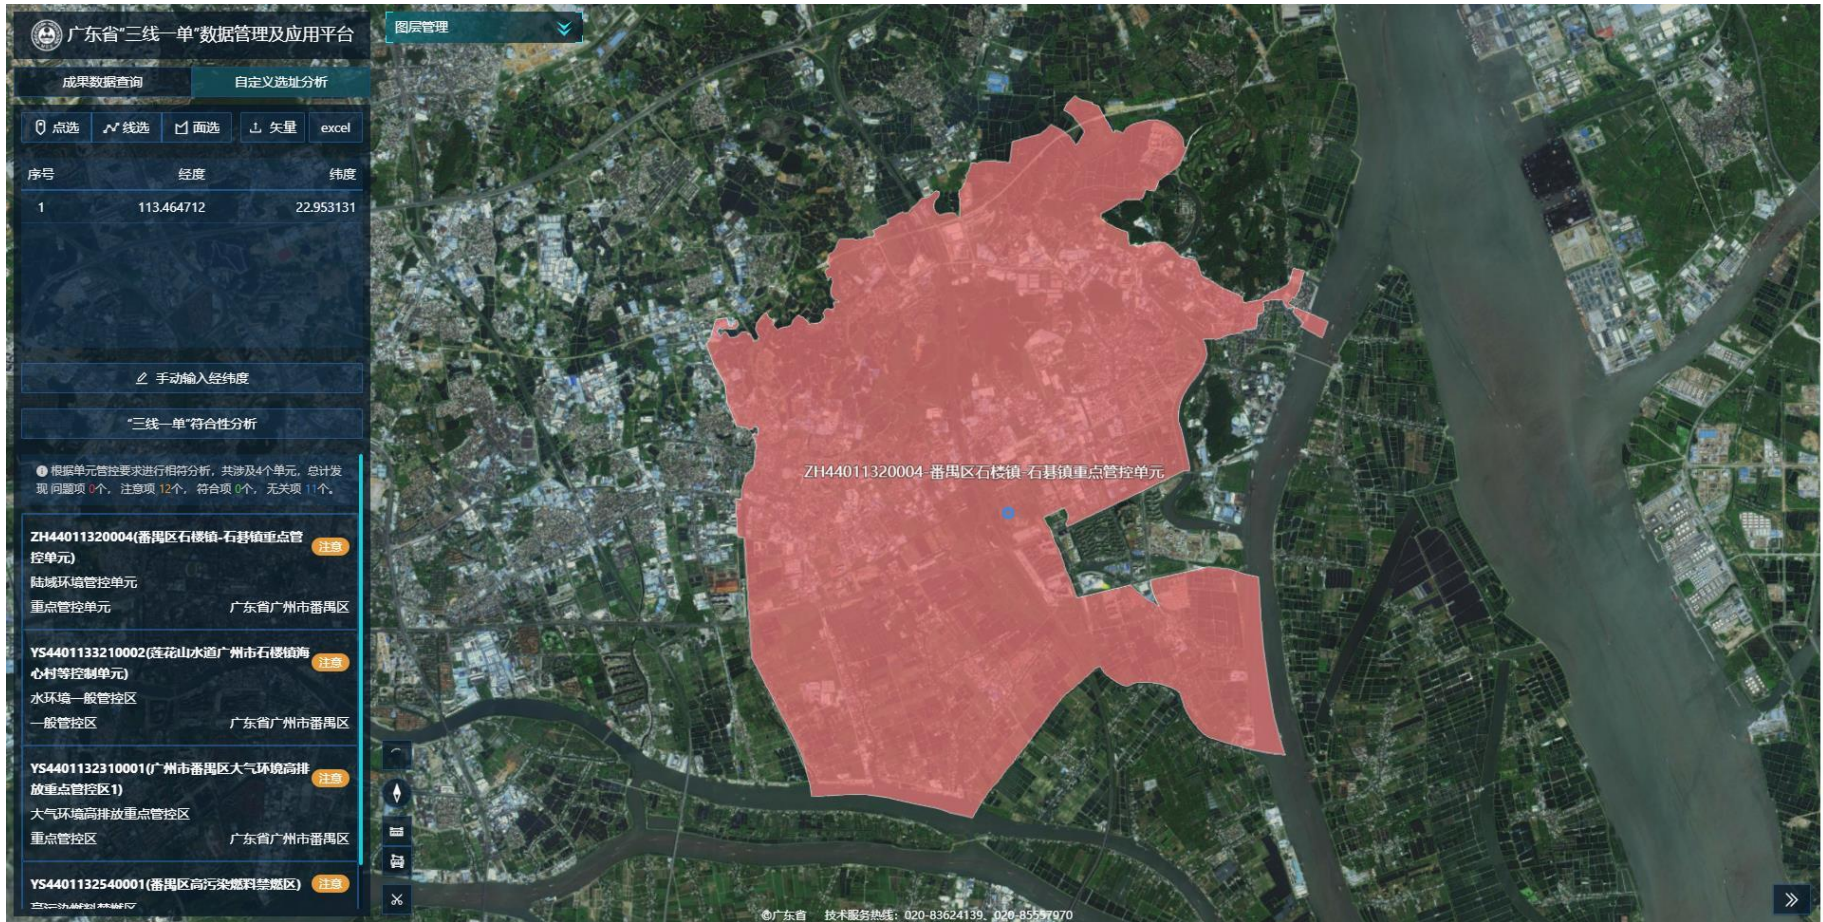 广东省"三线一单"数据管理及应用平台
图层管理
成果数据查询 自定义选址分析
点选 线选 面选 矢量 excel
序号 经度 纬度
1 113.464712 22.953131
手动输入经纬度
"三线一单"符合性分析
根据单元管控要求进行相符分析，共涉及4个单元，总计发
现 问题项 0个， 注意项 12个， 符合项 0个， 无关项 11个。
ZH44011320004(番禺区石楼镇-石碁镇重点管
控单元)
注意
陆域环境管控单元
重点管控单元 广东省广州市番禺区
YS4401133210002(莲花山水道广州市石楼镇海
心村等控制单元)
注意
水环境一般管控区
一般管控区 广东省广州市番禺区
YS4401132310001(广州市番禺区大气环境高排
放重点管控区1)
注意
大气环境高排放重点管控区
重点管控区 广东省广州市番禺区
YS4401132540001(番禺区高污染燃料禁燃区)
注意
高污染燃料禁燃区
ZH44011320004-番禺区石楼镇-石碁镇重点管控单元
©广东省 技术服务热线：020-83624139、020-85557970